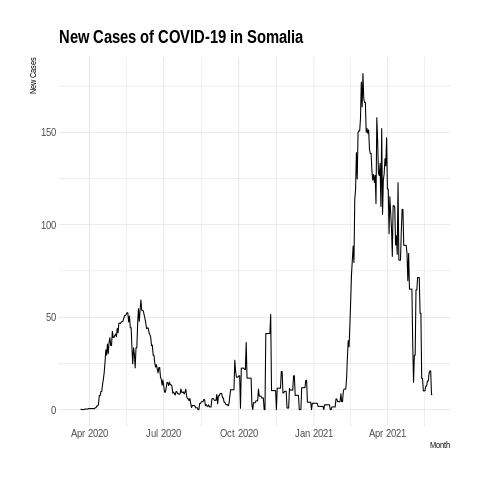 New Cases of COVID-19 in Somalia
New Cases
150
100
50
0
Apr 2020 Jul 2020 Oct 2020 Jan 2021 Apr 2021
Month